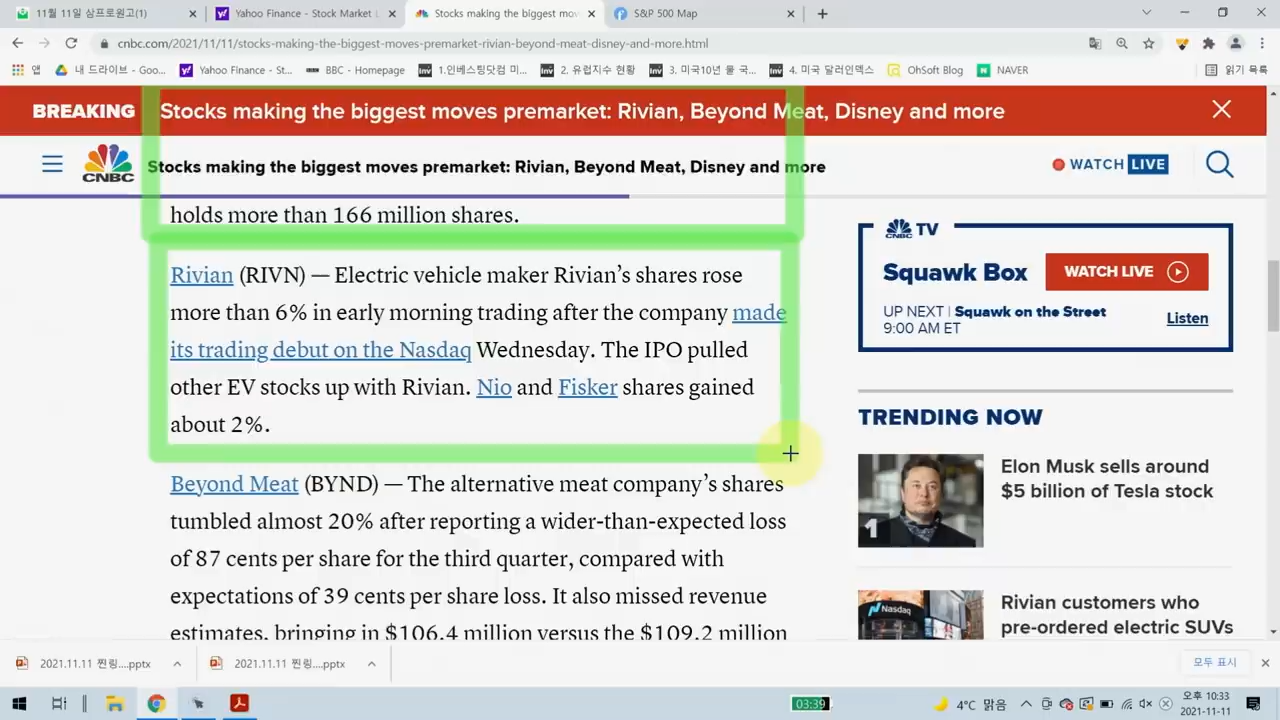 11월 11일 삼프로원고(1)
Yahoo Finance - Stock Market L
Stocks making the biggest mov
S&P 500 Map
cnbc.com/2021/11/11/stocks-making-the-biggest-moves-premarket-rivian-beyond-meat-disney-and-more.html
앱
내 드라이브 - Goo...
Yahoo Finance - St...
BBC - Homepage
1.인베스팅닷컴 미...
2. 유럽지수 현황
3. 미국10년 물 국...
4. 미국 달러인덱스
OhSoft Blog
NAVER
읽기 목록
BREAKING
Stocks making the biggest moves premarket: Rivian, Beyond Meat, Disney and more
CNBC
Stocks making the biggest moves premarket: Rivian, Beyond Meat, Disney and more
WATCH LIVE
holds more than 166 million shares.
Rivian (RIVN) — Electric vehicle maker Rivian’s shares rose
more than 6% in early morning trading after the company made
its trading debut on the Nasdaq Wednesday. The IPO pulled
other EV stocks up with Rivian. Nio and Fisker shares gained
about 2%.
Beyond Meat (BYND) — The alternative meat company’s shares
tumbled almost 20% after reporting a wider-than-expected loss
of 87 cents per share for the third quarter, compared with
expectations of 39 cents per share loss. It also missed revenue
estimates, bringing in $106.4 million versus the $109.2 million
CNBC TV
Squawk Box
WATCH LIVE
UP NEXT | Squawk on the Street
9:00 AM ET
Listen
TRENDING NOW
1
Elon Musk sells around
$5 billion of Tesla stock
Nasdaq
Rivian customers who
pre-ordered electric SUVs
2021.11.11 찐링....pptx
2021.11.11 찐링....pptx
모두 표시
03:39
4°C 맑음
오후 10:33
2021-11-11